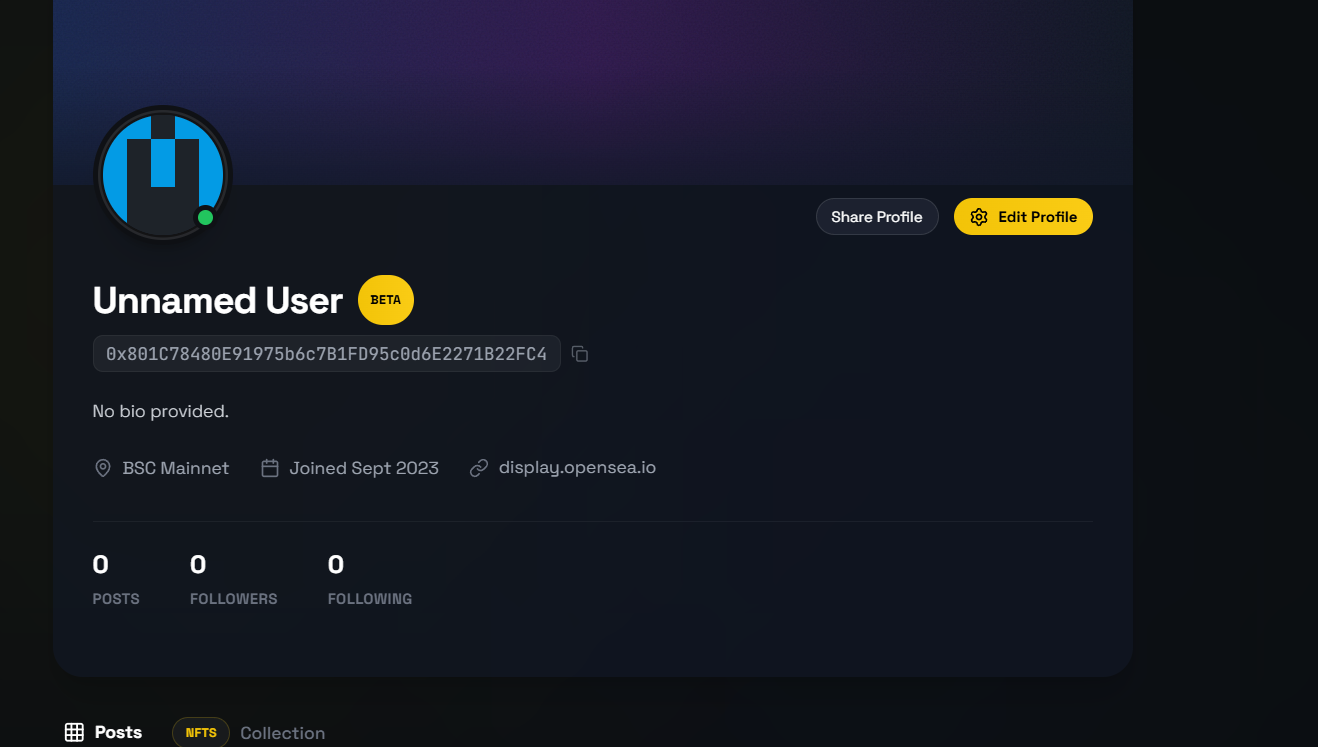 Share Profile
Edit Profile
Unnamed User
BETA
0x801C78480E91975b6c7B1FD95c0d6E2271B22FC4
No bio provided.
BSC Mainnet
Joined Sept 2023
display.opensea.io
0
POSTS
0
FOLLOWERS
0
FOLLOWING
Posts
NFTS
Collection